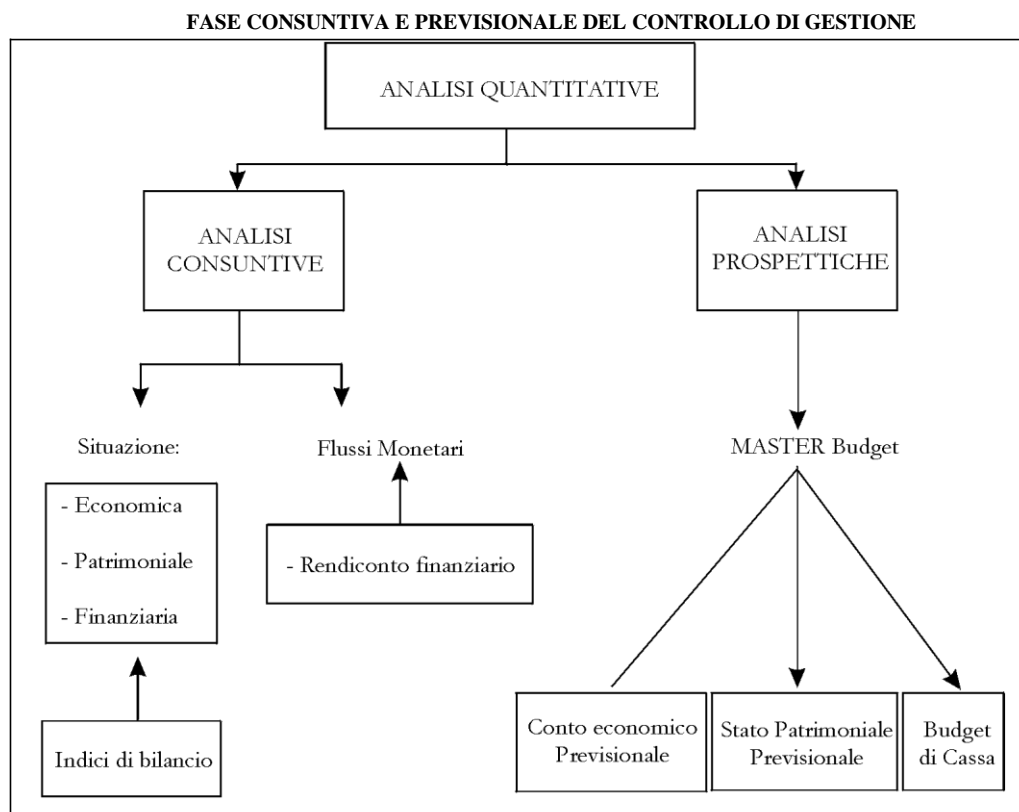 FASE CONSUNTIVA E PREVISIONALE DEL CONTROLLO DI GESTIONE
ANALISI QUANTITATIVE
ANALISI
CONSUNTIVE
ANALISI
PROSPETTICHE
Situazione:
Flussi Monetari
MASTER Budget
- Economica
- Patrimoniale
- Finanziaria
- Rendiconto finanziario
Indici di bilancio
Conto economico
Previsionale
Stato Patrimoniale
Previsionale
Budget
di Cassa